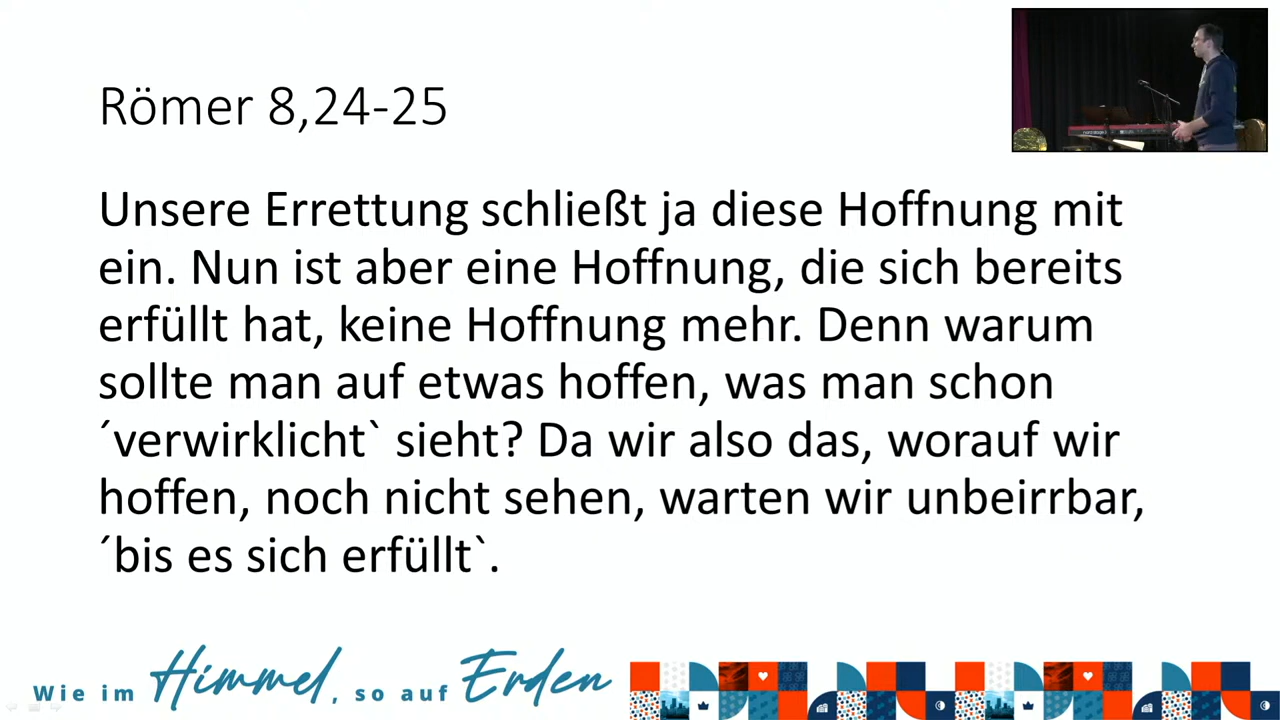 Römer 8,24-25
Unsere Errettung schließt ja diese Hoffnung mit
ein. Nun ist aber eine Hoffnung, die sich bereits
erfüllt hat, keine Hoffnung mehr. Denn warum
sollte man auf etwas hoffen, was man schon
´verwirklicht` sieht? Da wir also das, worauf wir
hoffen, noch nicht sehen, warten wir unbeirrbar,
´bis es sich erfüllt`.
Wie im Himmel, so auf Erden